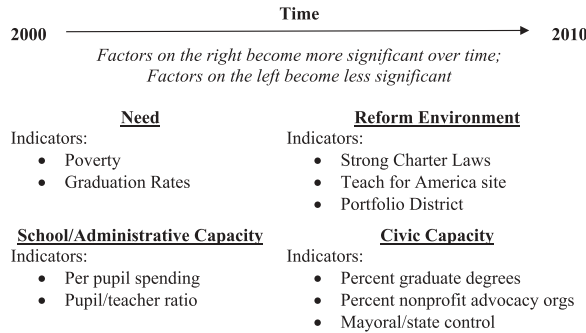 Time
2000 2010
Factors on the right become more significant over time;
Factors on the left become less significant
Need
Indicators:
• Poverty
• Graduation Rates
Reform Environment
Indicators:
• Strong Charter Laws
• Teach for America site
• Portfolio District
School/Administrative Capacity
Indicators:
• Per pupil spending
• Pupil/teacher ratio
Civic Capacity
Indicators:
• Percent graduate degrees
• Percent nonprofit advocacy orgs
• Mayoral/state control